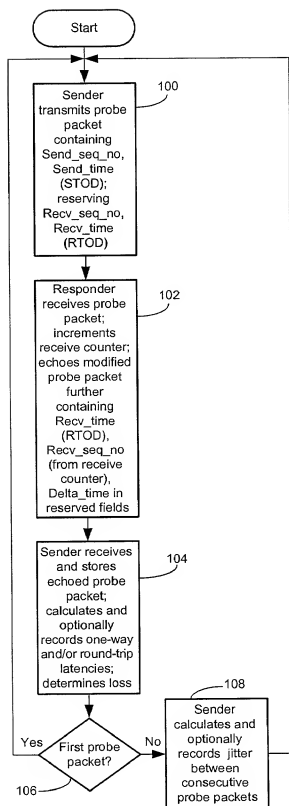 Start
100
Sender
transmits probe
packet
containing
Send_seq_no,
Send_time
(STOD);
reserving
Recv_seq_no,
Recv_time
(RTOD)
102
Responder
receives probe
packet;
increments
receive counter;
echoes modified
probe packet
further
containing
Recv_time
(RTOD),
Recv_seq_no
(from receive
counter),
Delta_time in
reserved fields
104
Sender receives
and stores
echoed probe
packet;
calculates and
optionally
records one-way
and/or round-trip
latencies;
determines loss
106
First probe
packet?
Yes
No
108
Sender
calculates and
optionally
records jitter
between
consecutive
probe packets